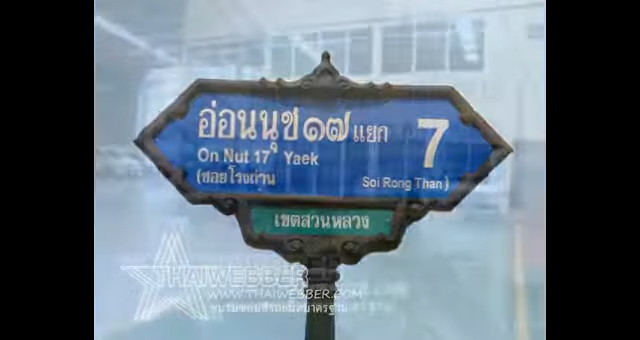 อ่อนนุช๑๗ แยก 7
On Nut 17 Yaek
(ซอยโรงถ่าน Soi Rong Than)
เขตสวนหลวง
THAIWEBBER
WWW.THAIWEBBER.COM